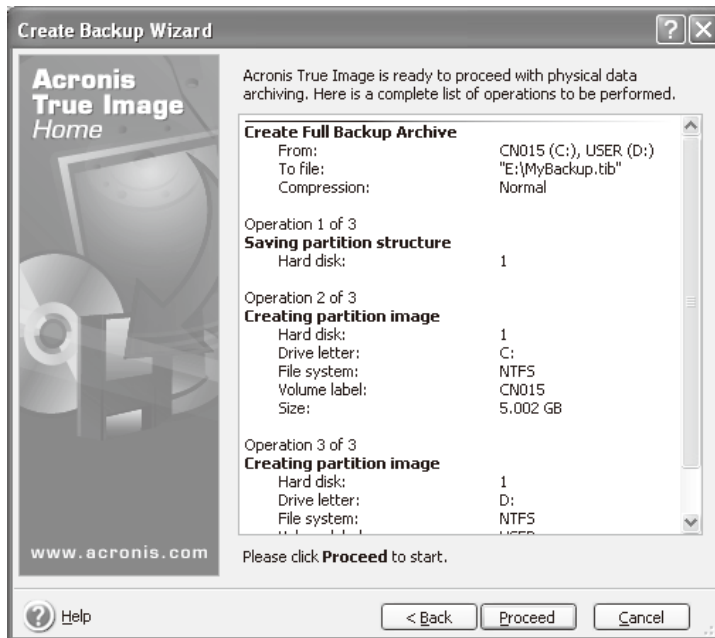 Create Backup Wizard
Acronis
True Image
Home
www.acronis.com
Acronis True Image is ready to proceed with physical data
archiving. Here is a complete list of operations to be performed.
Create Full Backup Archive
From: CN015 (C:), USER (D:)
To file: "E:\MyBackup.tib"
Compression: Normal
Operation 1 of 3
Saving partition structure
Hard disk: 1
Operation 2 of 3
Creating partition image
Hard disk: 1
Drive letter: C:
File system: NTFS
Volume label: CN015
Size: 5.002 GB
Operation 3 of 3
Creating partition image
Hard disk: 1
Drive letter: D:
File system: NTFS
Please click Proceed to start.
Help
< Back
Proceed
Cancel